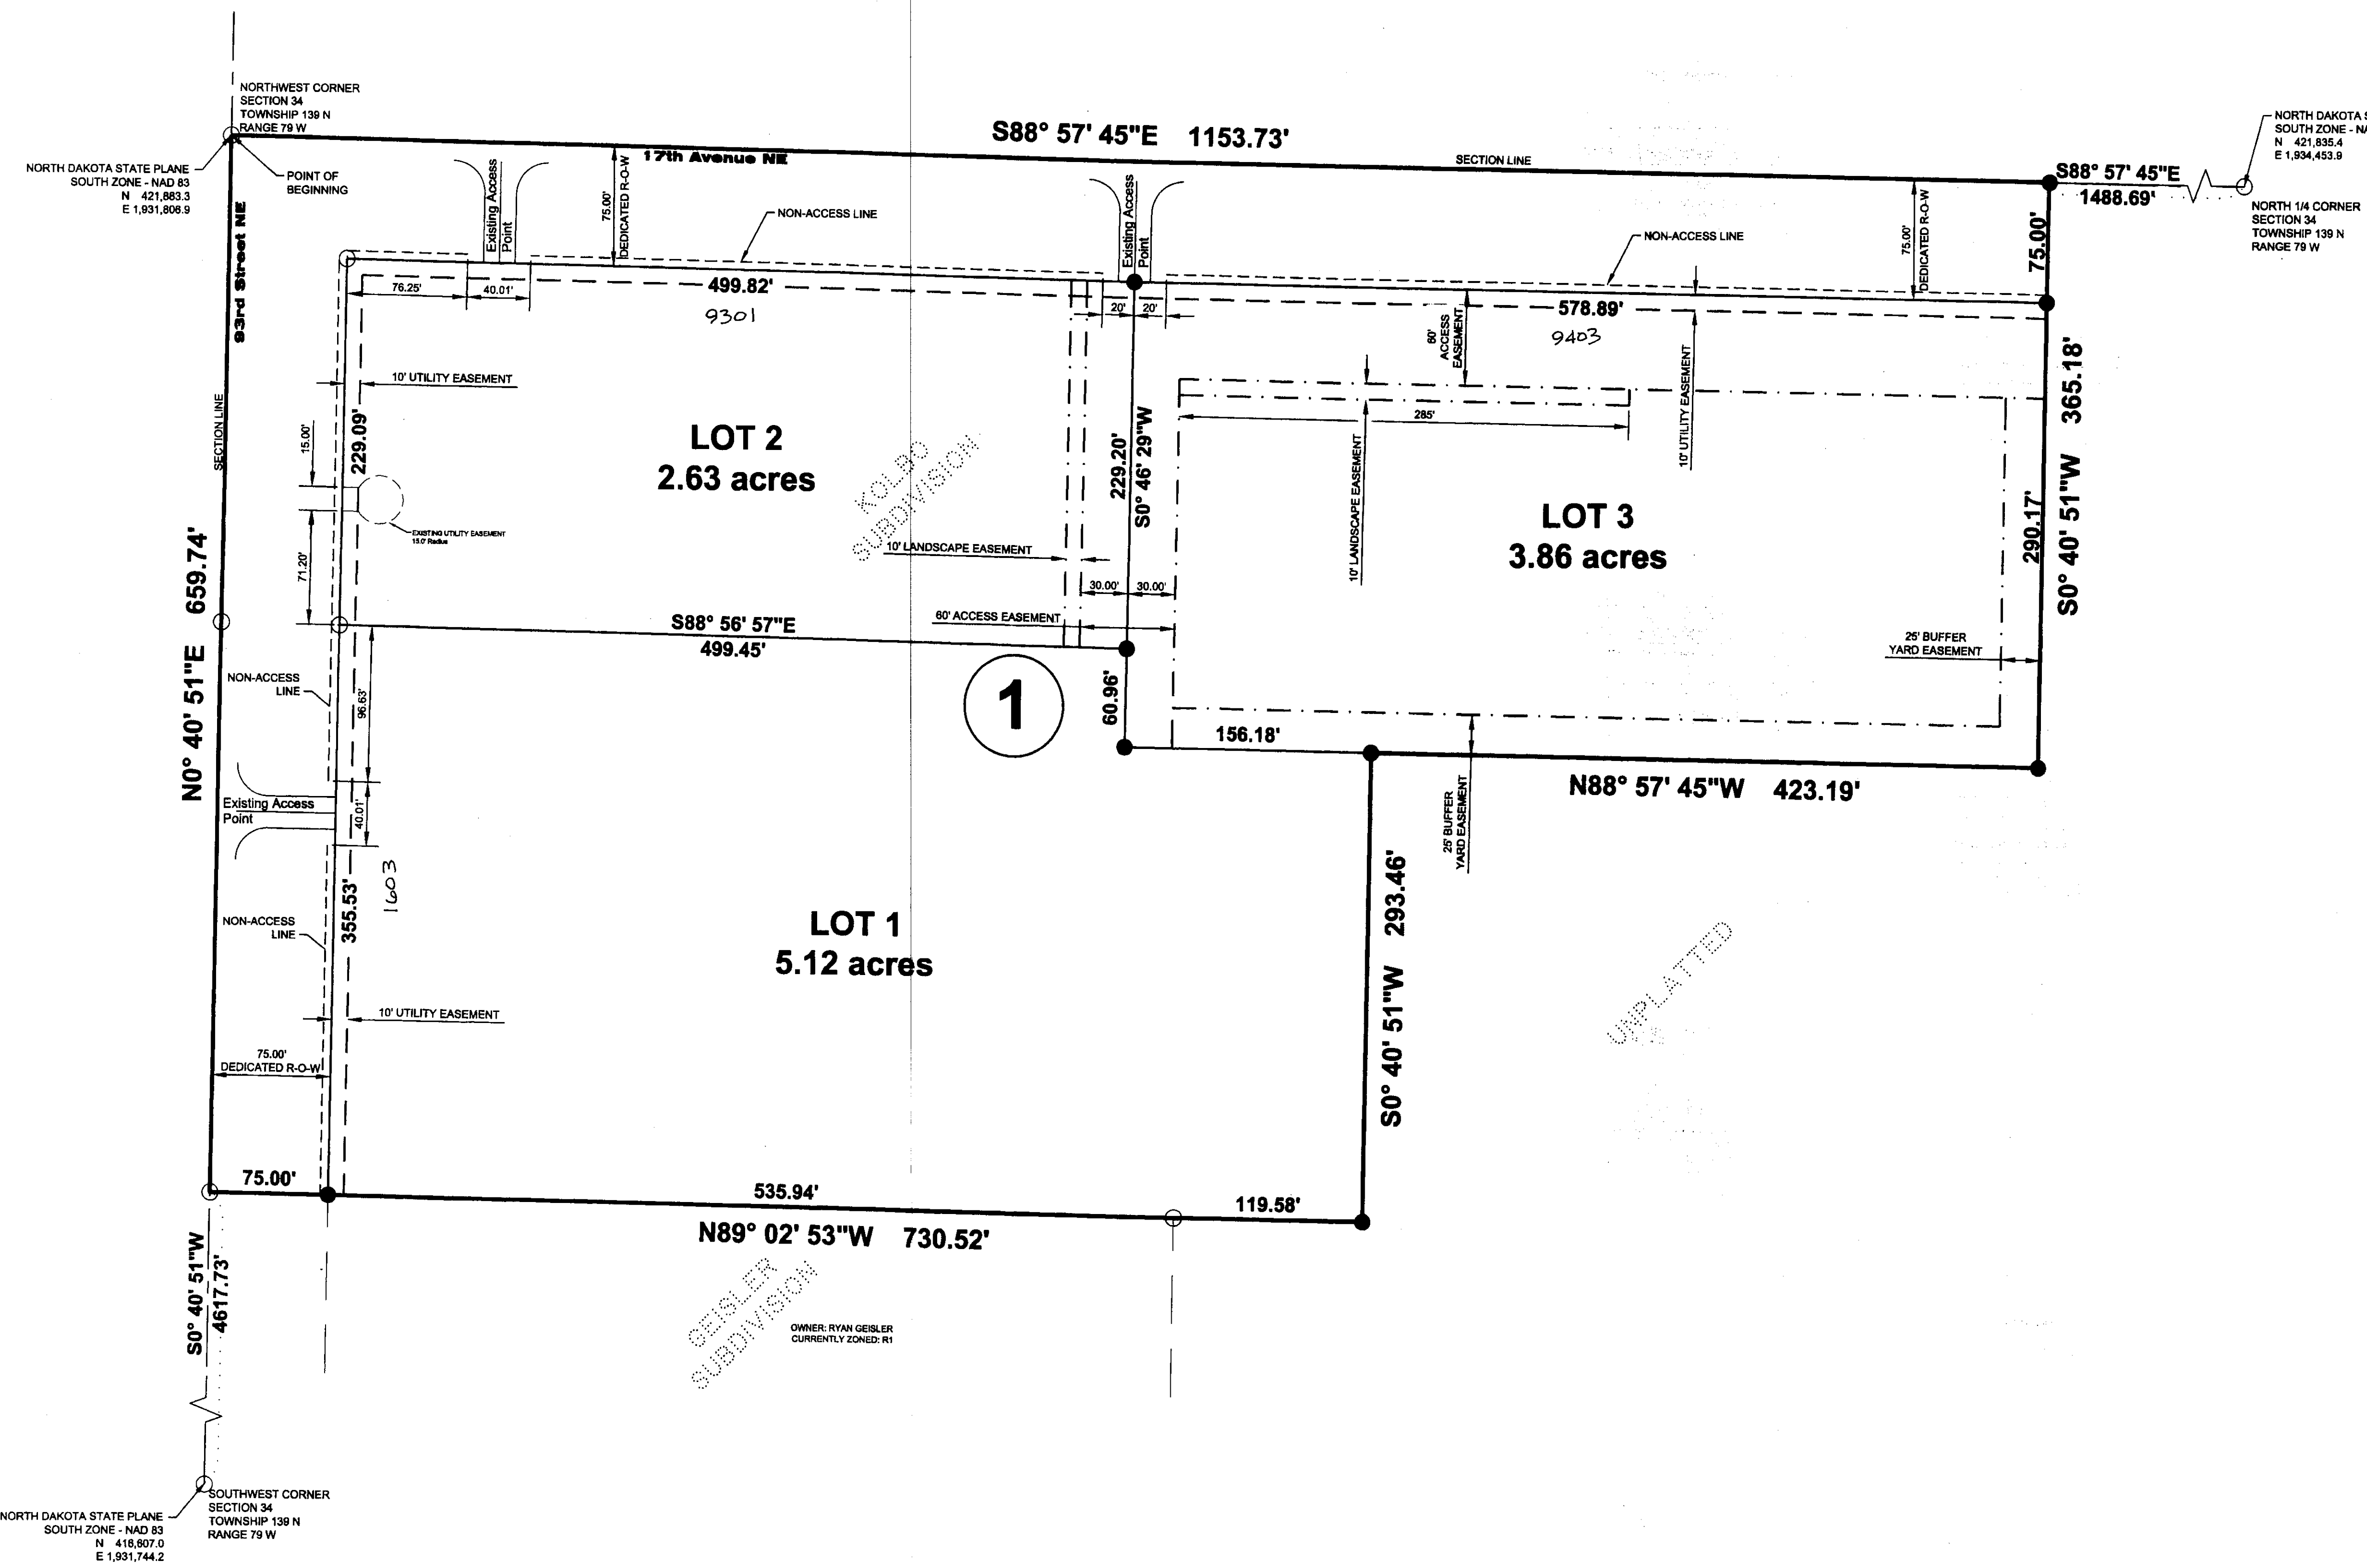 NORTHWEST CORNER
SECTION 34
TOWNSHIP 139 N
RANGE 79 W
NORTH DAKOTA STATE PLANE
SOUTH ZONE - NAD 83
N 421,883.3
E 1,931,806.9
POINT OF
BEGINNING
S88° 57' 45"E 1153.73'
17th Avenue NE
SECTION LINE
NORTH DAKOTA S
SOUTH ZONE - NA
N 421,835.4
E 1,934,453.9
S88° 57' 45"E
1488.69'
NORTH 1/4 CORNER
SECTION 34
TOWNSHIP 139 N
RANGE 79 W
93rd Street NE
SECTION LINE
Existing Access
Point
75.00'
DEDICATED R-O-W
NON-ACCESS LINE
Existing Access
Point
NON-ACCESS LINE
75.00'
DEDICATED R-O-W
75.00'
76.25'
40.01'
499.82'
9301
20'
20'
60'
ACCESS
EASEMENT
578.89'
9403
10' UTILITY EASEMENT
10' UTILITY EASEMENT
285'
10' LANDSCAPE EASEMENT
S0° 40' 51"W 365.18'
290.17'
15.00'
229.09'
71.20'
EXISTING UTILITY EASEMENT
15.0' Radius
LOT 2
2.63 acres
KOLBO
SUBDIVISION
229.20'
S0° 46' 29"W
LOT 3
3.86 acres
10' LANDSCAPE EASEMENT
30.00'
30.00'
60' ACCESS EASEMENT
25' BUFFER
YARD EASEMENT
N0° 40' 51"E 659.74'
S88° 56' 57"E
499.45'
NON-ACCESS
LINE
96.63'
1
60.96'
156.18'
N88° 57' 45"W 423.19'
25' BUFFER
YARD EASEMENT
Existing Access
Point
40.01'
1603
355.53'
NON-ACCESS
LINE
LOT 1
5.12 acres
S0° 40' 51"W 293.46'
UNPLATTED
10' UTILITY EASEMENT
75.00'
DEDICATED R-O-W
75.00'
535.94'
119.58'
N89° 02' 53"W 730.52'
S0° 40' 51"W
4617.73'
GEISLER
SUBDIVISION
OWNER: RYAN GEISLER
CURRENTLY ZONED: R1
SOUTHWEST CORNER
SECTION 34
TOWNSHIP 139 N
RANGE 79 W
NORTH DAKOTA STATE PLANE
SOUTH ZONE - NAD 83
N 416,607.0
E 1,931,744.2